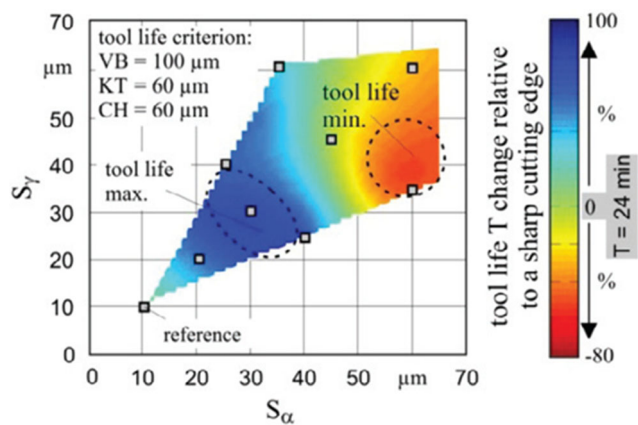 70
μm
50
40
30
20
10
0
Sγ
tool life criterion:
VB = 100 μm
KT = 60 μm
CH = 60 μm
tool life
max.
tool life
min.
reference
0 10 20 30 40 50 μm 70
Sα
tool life T change relative
to a sharp cutting edge
100
%
0
%
-80
T = 24 min